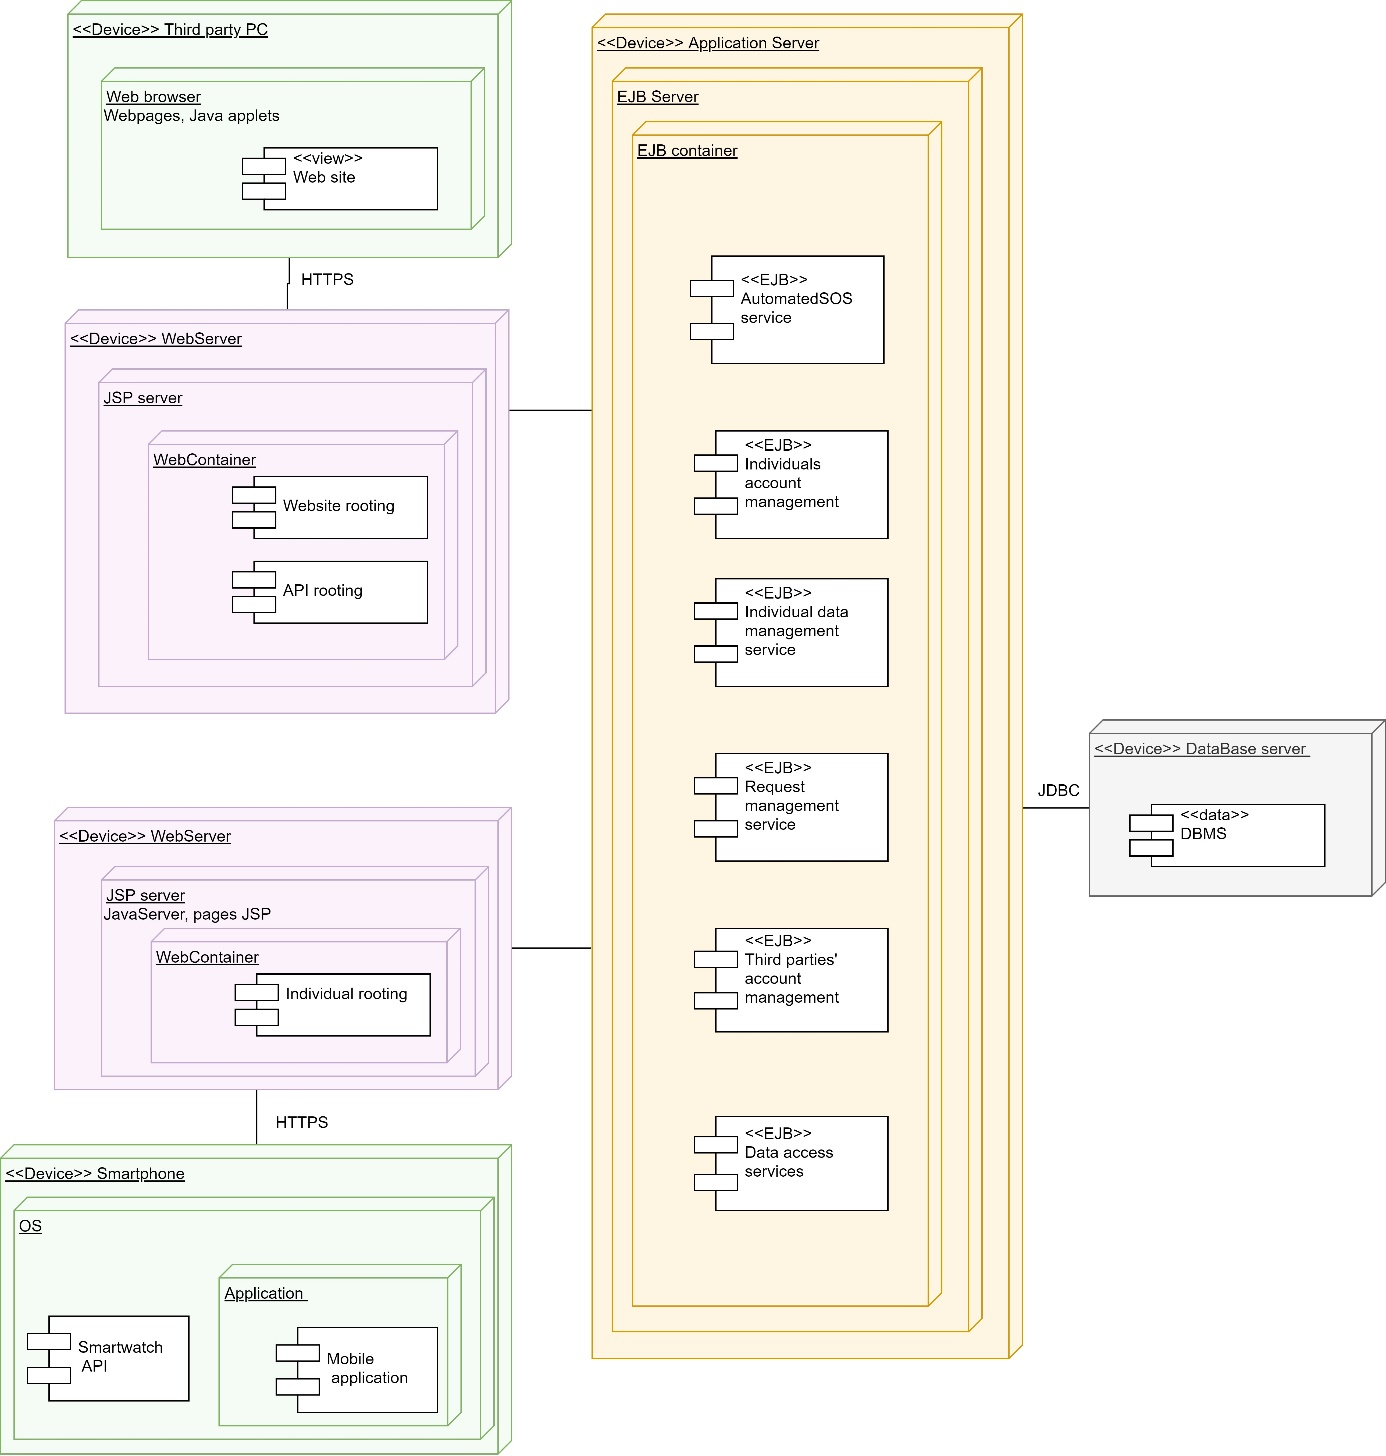 <<Device>> Third party PC
Web browser
Webpages, Java applets
<<view>>
Web site
HTTPS
<<Device>> WebServer
JSP server
WebContainer
Website rooting
API rooting
<<Device>> WebServer
JSP server
JavaServer, pages JSP
WebContainer
Individual rooting
HTTPS
<<Device>> Smartphone
OS
Smartwatch
API
Application
Mobile
application
<<Device>> Application Server
EJB Server
EJB container
<<EJB>>
AutomatedSOS
service
<<EJB>>
Individuals
account
management
<<EJB>>
Individual data
management
service
<<EJB>>
Request
management
service
<<EJB>>
Third parties'
account
management
<<EJB>>
Data access
services
JDBC
<<Device>> DataBase server
<<data>>
DBMS